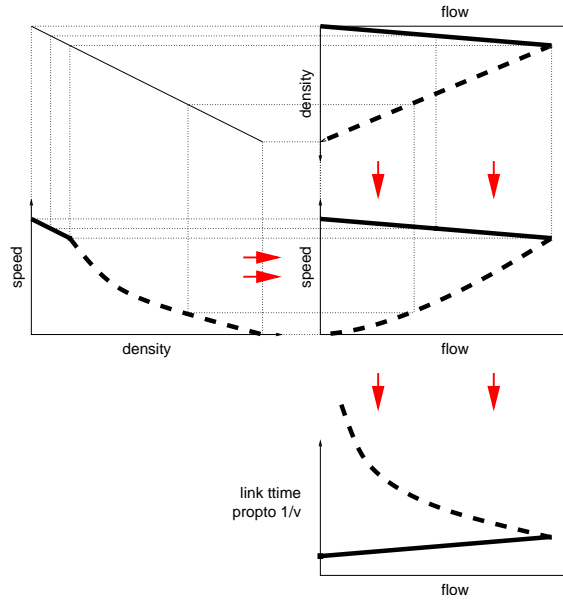 flow
density
speed
density
speed
flow
link ttime
propto 1/v
flow